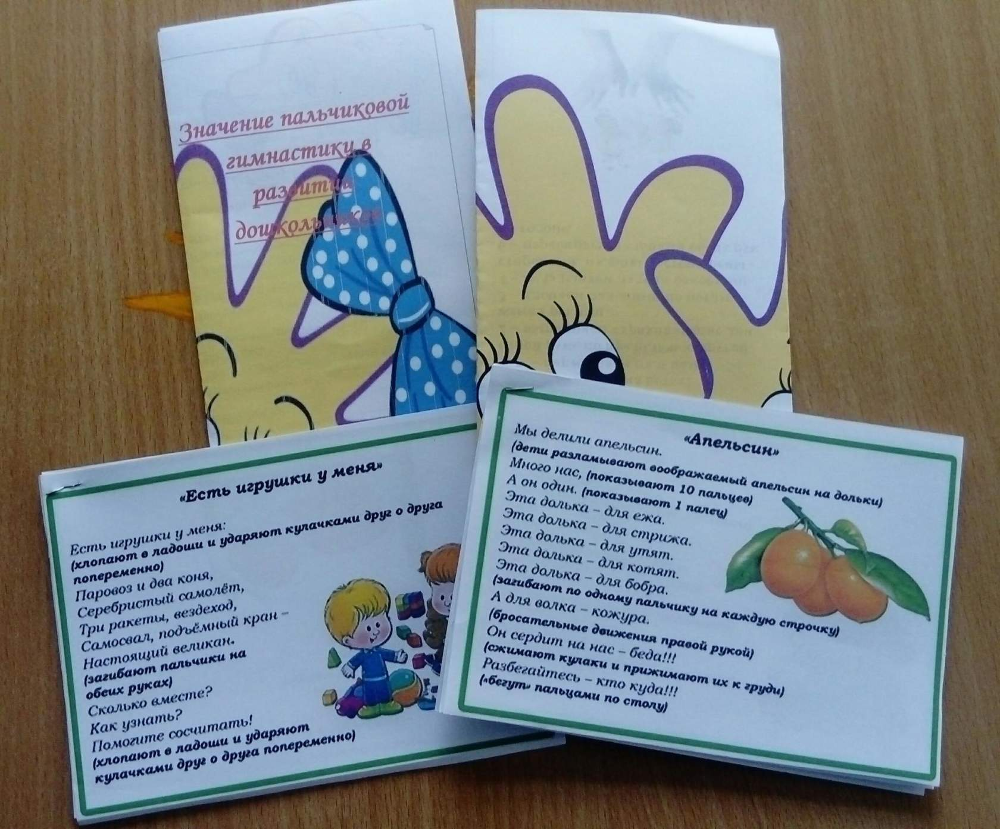 Значение пальчиковой
гимнастику в
развитии
дошкольников
«Есть игрушки у меня»
Есть игрушки у меня:
(хлопают в ладоши и ударяют кулачками друг о друга
попеременно)
Паровоз и два коня,
Серебристый самолёт,
Три ракеты, вездеход,
Самосвал, подъёмный кран –
Настоящий великан.
(загибают пальчики на
обеих руках)
Сколько вместе?
Как узнать?
Помогите сосчитать!
(хлопают в ладоши и ударяют
кулачками друг о друга попеременно)
«Апельсин»
Мы делили апельсин.
(дети разламывают воображаемый апельсин на дольки)
Много нас, (показывают 10 пальцев)
А он один. (показывают 1 палец)
Эта долька – для ежа.
Эта долька – для стрижа.
Эта долька – для утят.
Эта долька – для котят.
Эта долька – для бобра.
(загибают по одному пальчику на каждую строчку)
А для волка – кожура.
(бросательные движения правой рукой)
Он сердит на нас – беда!!!
(сжимают кулаки и прижимают их к груди)
Разбегайтесь – кто куда!!!
(«бегут» пальцами по столу)